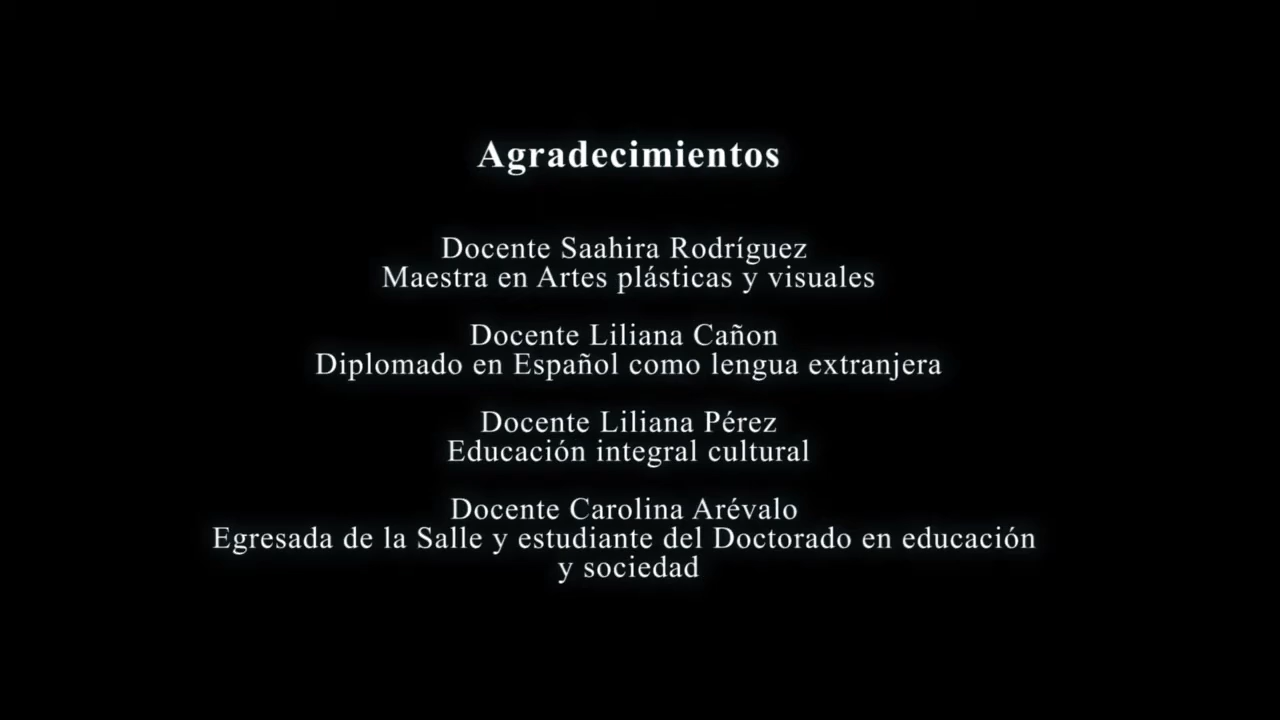 Agradecimientos
Docente Saahira Rodríguez
Maestra en Artes plásticas y visuales
Docente Liliana Cañon
Diplomado en Español como lengua extranjera
Docente Liliana Pérez
Educación integral cultural
Docente Carolina Arévalo
Egresada de la Salle y estudiante del Doctorado en educación
y sociedad